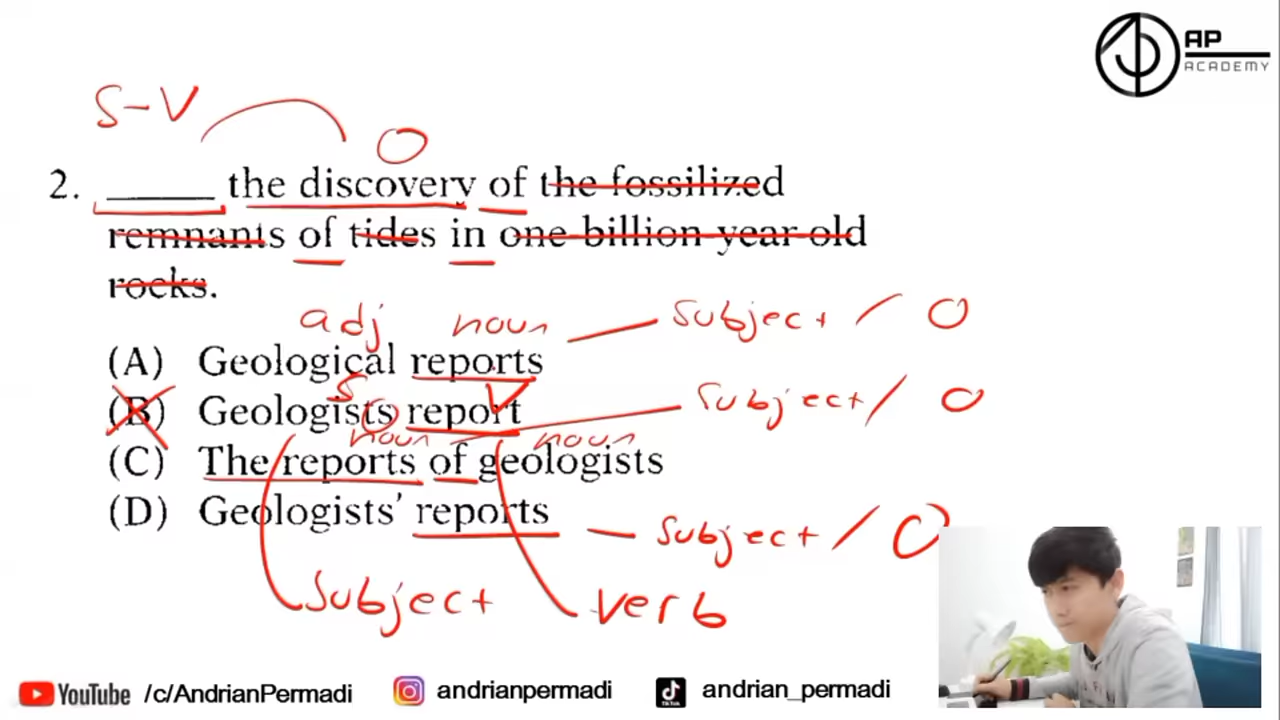 AP
ACADEMY
S-V
O
2. _____ the discovery of the fossilized
remnants of tides in one billion year old
rocks.
adj noun subject / O
(A) Geological reports
S V subject / O
(B) Geologists report
O noun noun
(C) The reports of geologists
(D) Geologists' reports
subject / O
subject verb
YouTube /c/AndrianPermadi andrianpermadi TikTok andrian_permadi